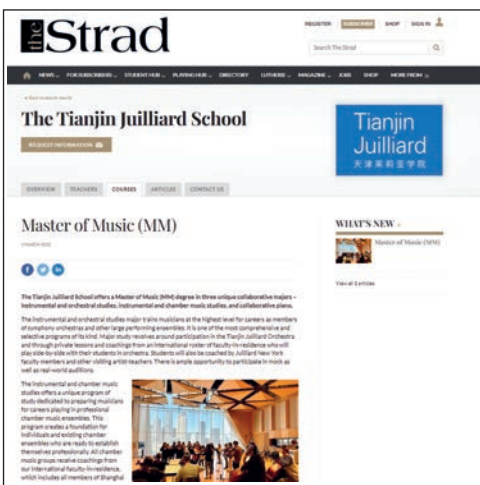 REGISTER SUBSCRIBE SHOP SIGN IN
the Strad
Search The Strad
NEWS FOR SUBSCRIBERS STUDENT HUB PLAYING HUB DIRECTORY LUTHERIE MAGAZINE JOBS SHOP MORE FROM
The Tianjin Juilliard School
REQUEST INFORMATION
Tianjin
Juilliard
天津茱莉亚学院
OVERVIEW TEACHERS COURSES ARTICLES CONTACT US
Master of Music (MM)
WHAT'S NEW
Master of Music (MM)
The Tianjin Juilliard School offers a Master of Music (MM) degree in three unique collaborative majors –
instrumental and orchestral studies, instrumental and chamber music studies, and collaborative piano.
The instrumental and orchestral studies major trains musicians at the highest level for careers as members
of symphony orchestras and other large performing ensembles. It is one of the most comprehensive and
selective programs of its kind. Major study revolves around participation in the Tianjin Juilliard Orchestra
and through private lessons and coachings from an international roster of faculty-in-residence who will
play side-by-side with their students in orchestra. Students will also be coached by Juilliard New York
faculty members and other visiting artist-teachers. There is ample opportunity to participate in mock as
well as real-world auditions.
The instrumental and chamber music
studies offers a unique program of
study dedicated to preparing musicians
for careers playing in professional
chamber music ensembles. This
program creates a foundation for
individuals and existing chamber
ensembles who are ready to establish
themselves professionally. All chamber
music groups receive coachings from
our international faculty-in-residence,
which includes all members of Shanghai